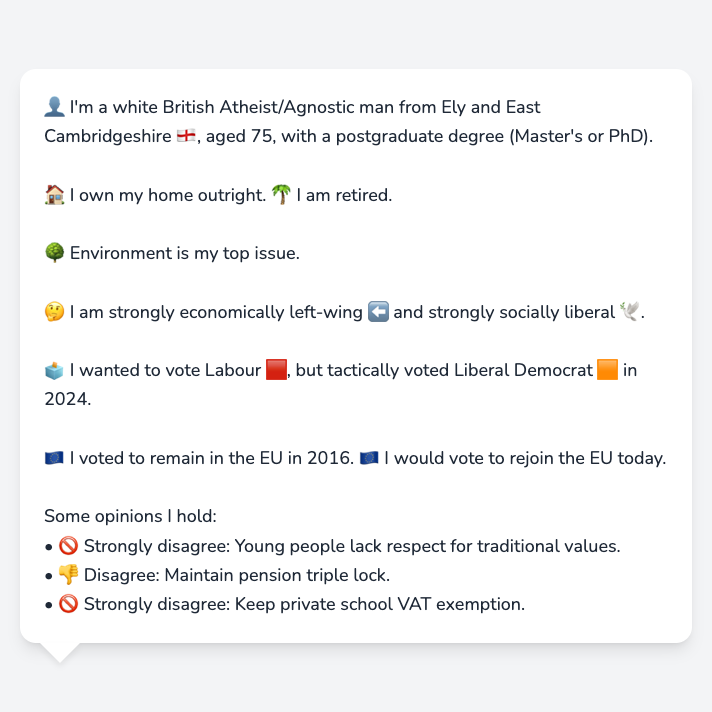 👤 I'm a white British Atheist/Agnostic man from Ely and East
Cambridgeshire 🏴󠁧󠁢󠁥󠁮󠁧󠁿, aged 75, with a postgraduate degree (Master's or PhD).
🏠 I own my home outright. 🌴 I am retired.
🌳 Environment is my top issue.
🤔 I am strongly economically left-wing ⬅️ and strongly socially liberal 🕊️.
🗳️ I wanted to vote Labour 🟥, but tactically voted Liberal Democrat 🟧 in
2024.
🇪🇺 I voted to remain in the EU in 2016. 🇪🇺 I would vote to rejoin the EU today.
Some opinions I hold:
• 🚫 Strongly disagree: Young people lack respect for traditional values.
• 👎 Disagree: Maintain pension triple lock.
• 🚫 Strongly disagree: Keep private school VAT exemption.